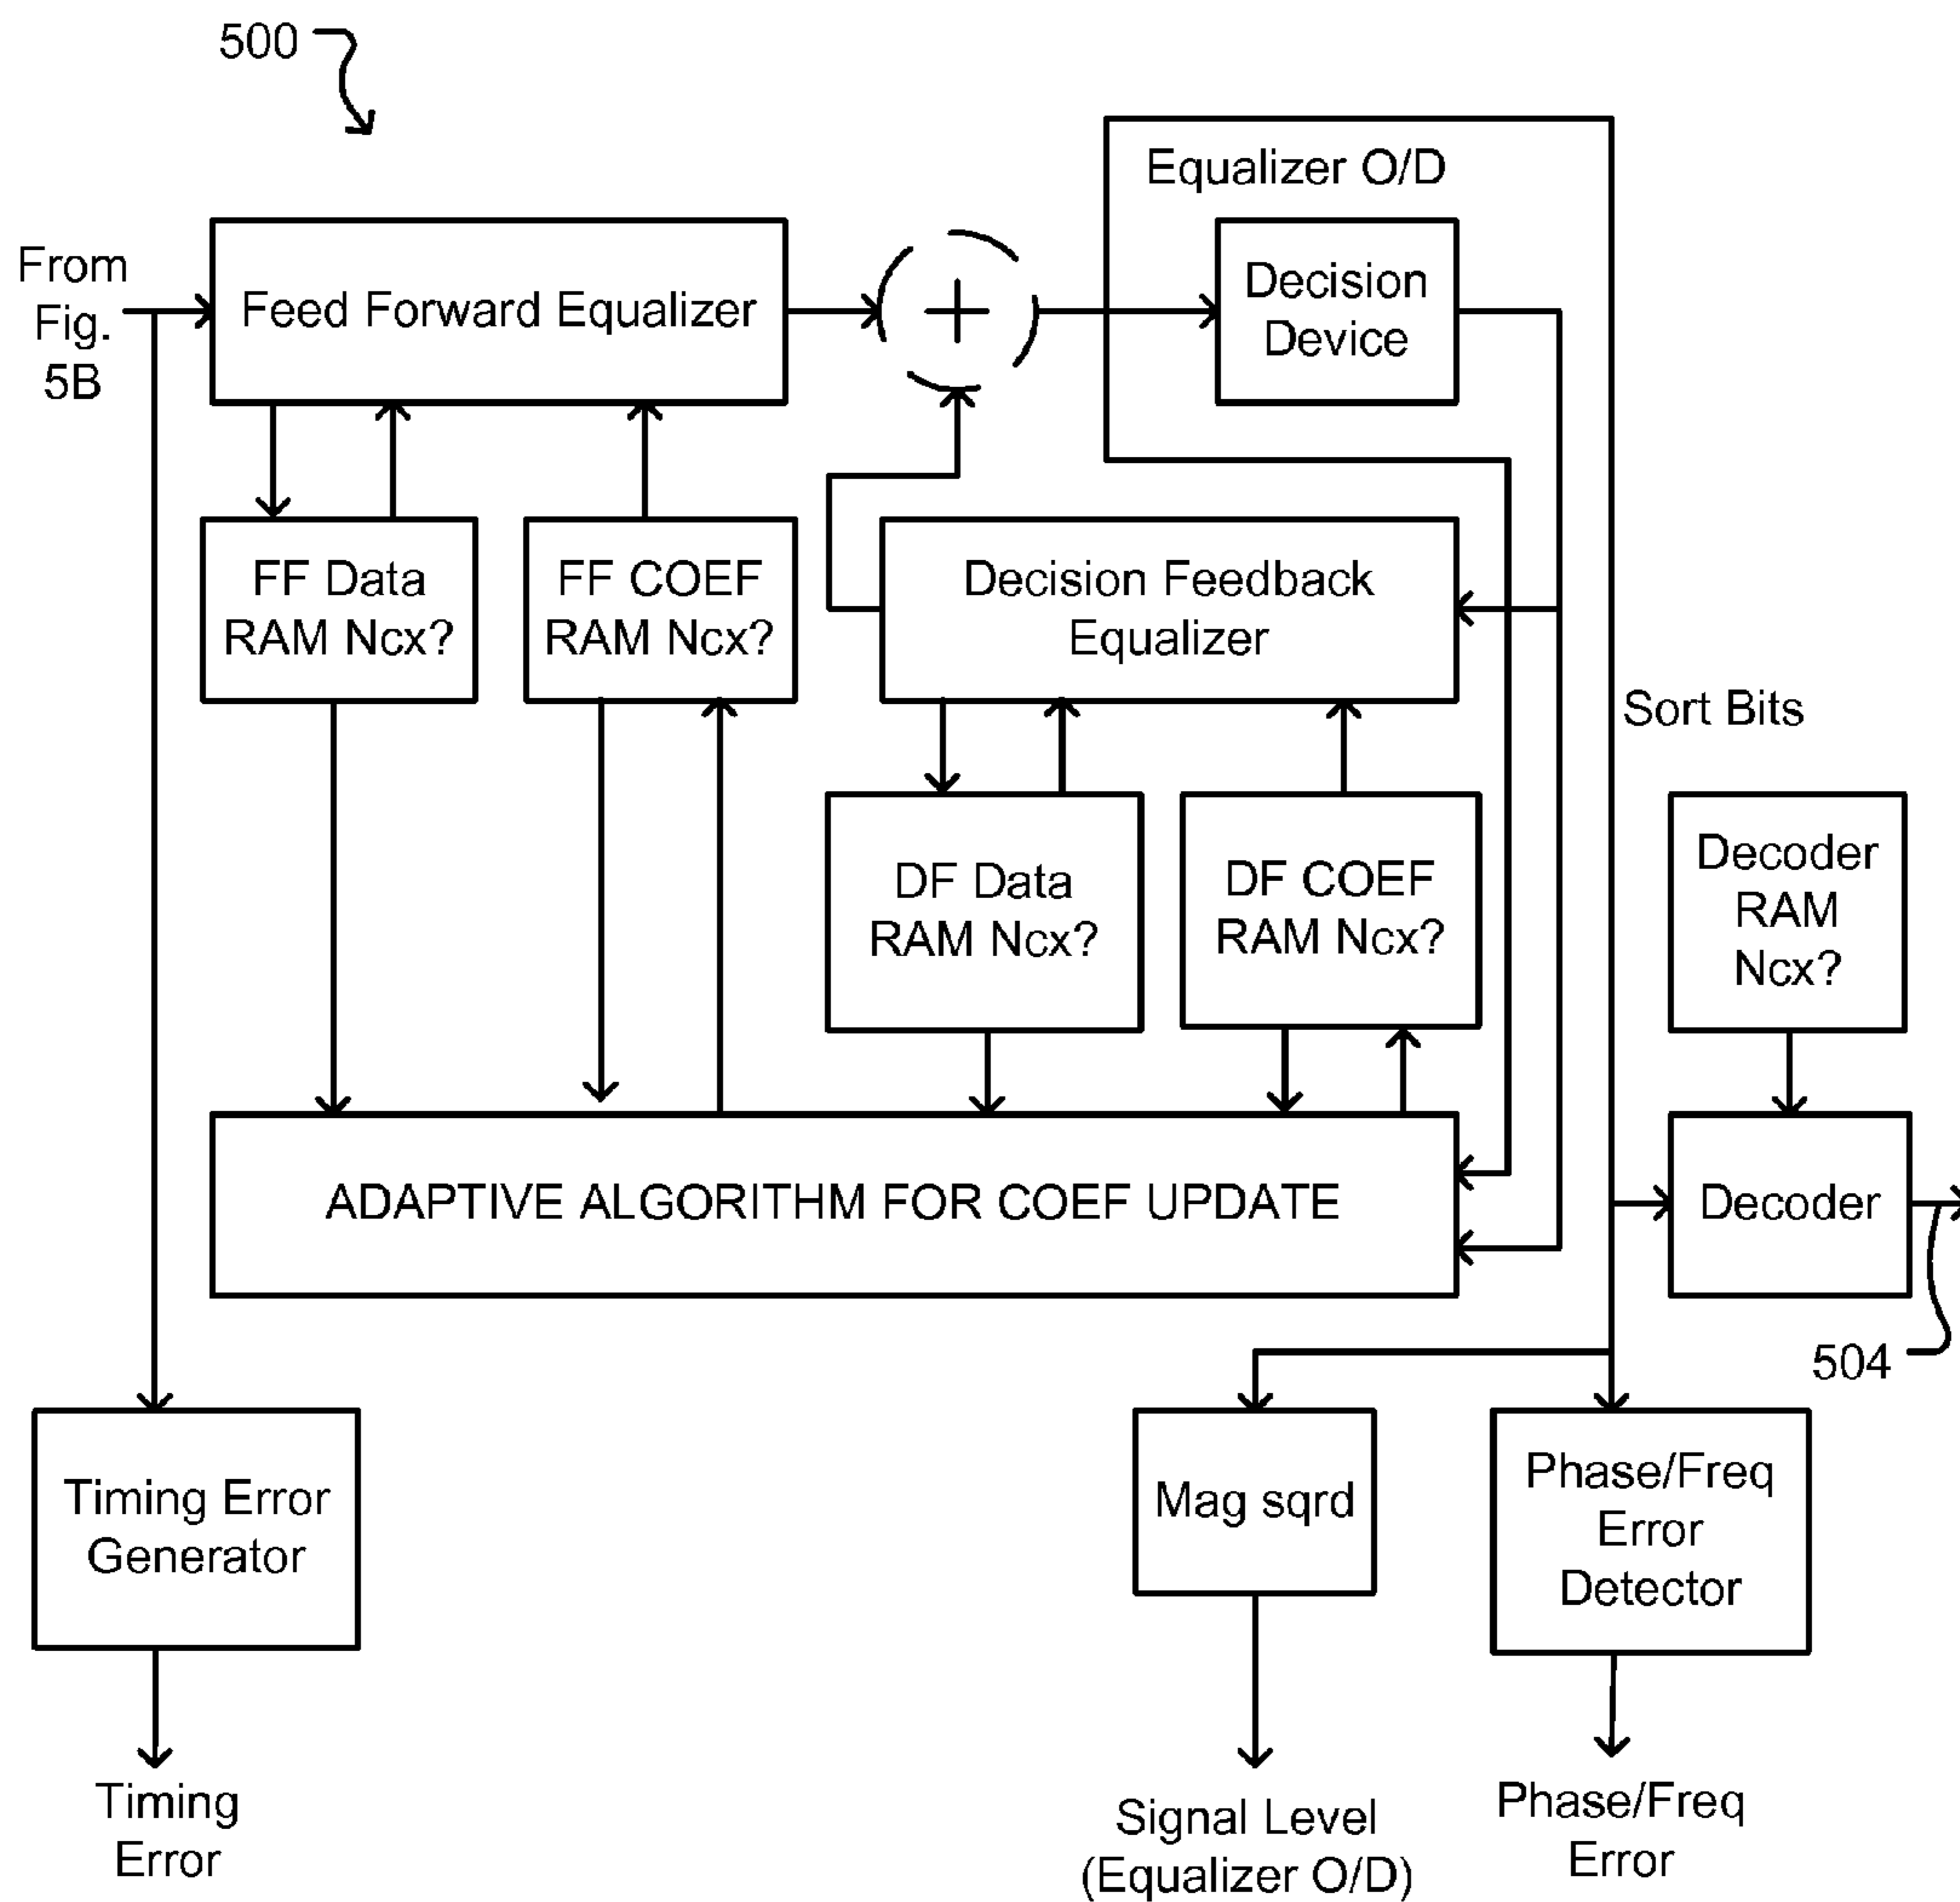 500
Equalizer O/D
From
Fig.
5B
Feed Forward Equalizer
+
Decision
Device
FF Data
RAM Ncx?
FF COEF
RAM Ncx?
Decision Feedback
Equalizer
Sort Bits
DF Data
RAM Ncx?
DF COEF
RAM Ncx?
Decoder
RAM
Ncx?
ADAPTIVE ALGORITHM FOR COEF UPDATE
Decoder
504
Timing Error
Generator
Mag sqrd
Phase/Freq
Error
Detector
Timing
Error
Signal Level
(Equalizer O/D)
Phase/Freq
Error